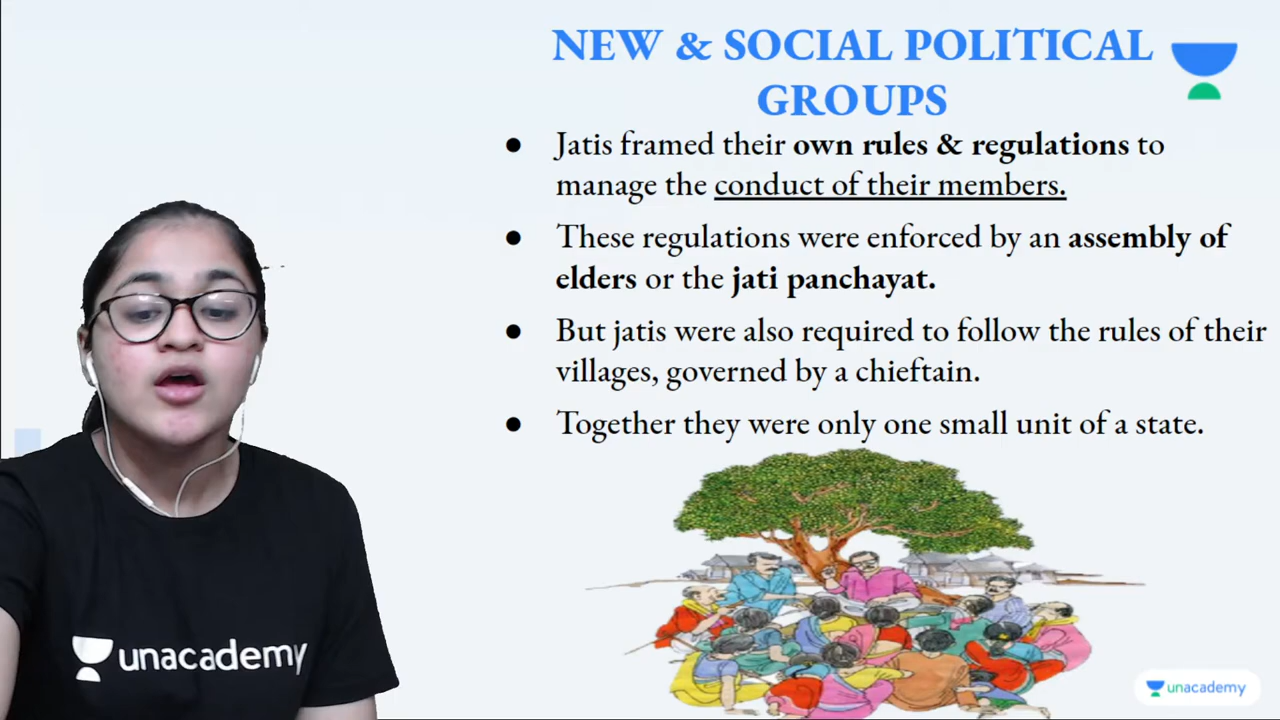 NEW & SOCIAL POLITICAL
GROUPS
● Jatis framed their own rules & regulations to
manage the conduct of their members.
● These regulations were enforced by an assembly of
elders or the jati panchayat.
● But jatis were also required to follow the rules of their
villages, governed by a chieftain.
● Together they were only one small unit of a state.
unacademy
unacademy